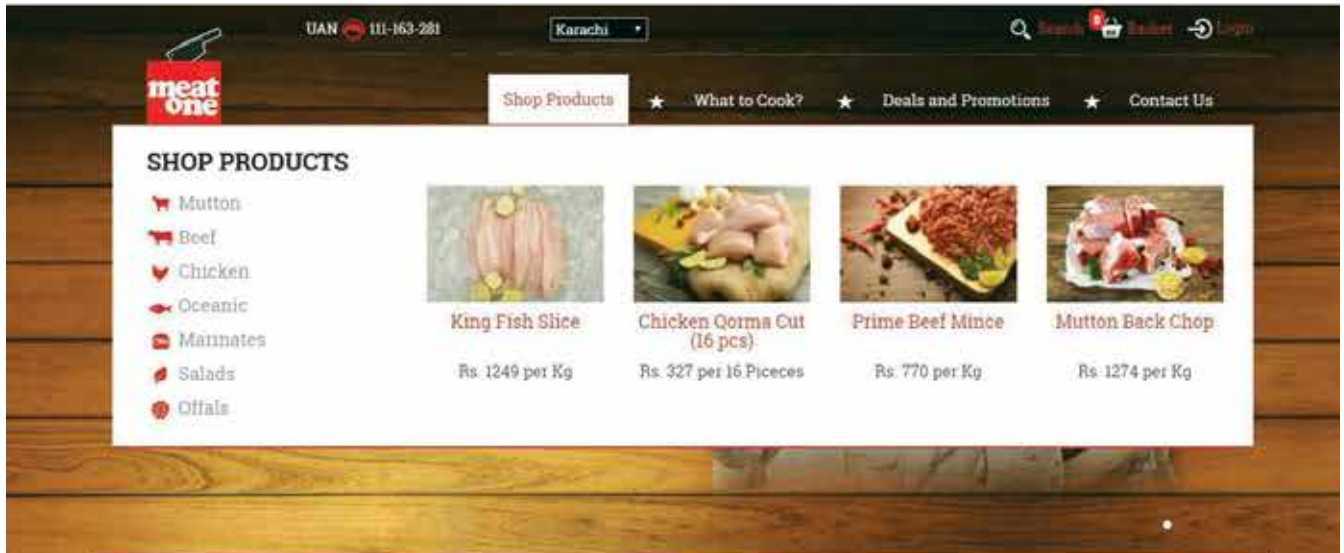 UAN 111-163-281
Karachi
0
Search
Basket
Login
meat
one
Shop Products
What to Cook?
Deals and Promotions
Contact Us
SHOP PRODUCTS
Mutton
Beef
Chicken
Oceanic
Marinates
Salads
Offals
King Fish Slice
Rs. 1249 per Kg
Chicken Qorma Cut
(16 pcs)
Rs. 327 per 16 Piceces
Prime Beef Mince
Rs. 770 per Kg
Mutton Back Chop
Rs. 1274 per Kg